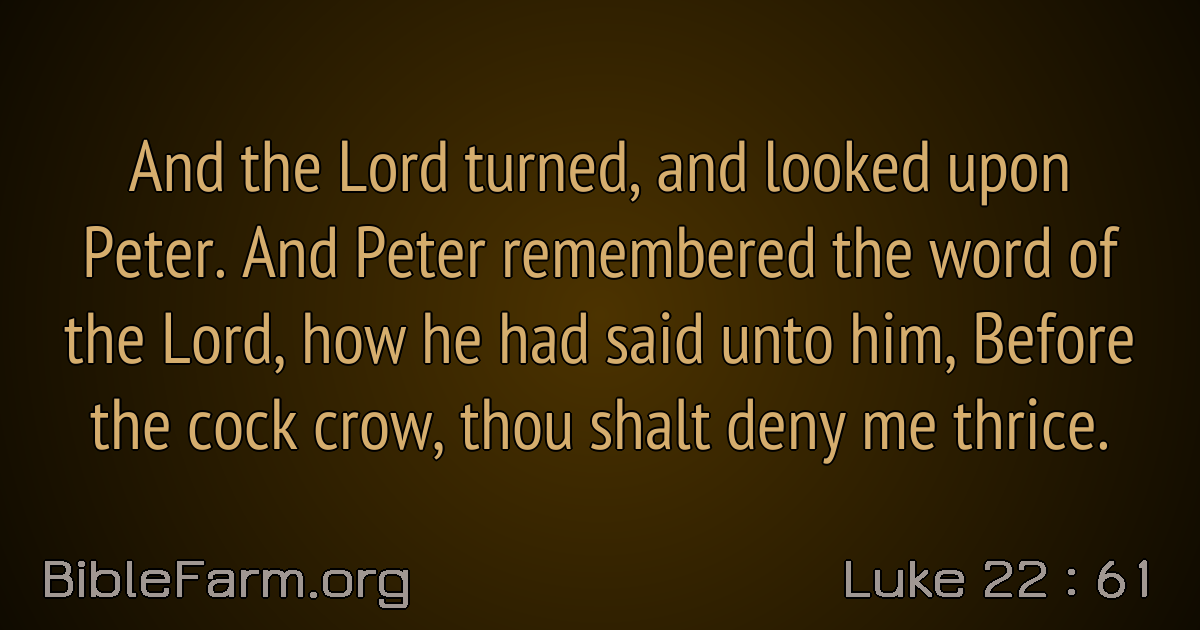 And the Lord turned, and looked upon
Peter. And Peter remembered the word of
the Lord, how he had said unto him, Before
the cock crow, thou shalt deny me thrice.
BibleFarm.org
Luke 22 : 61